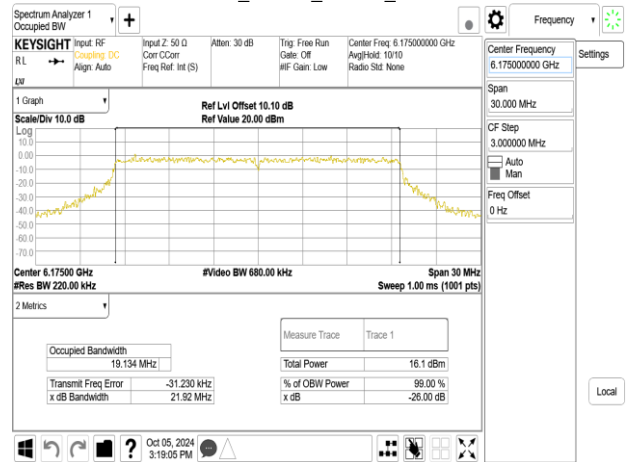 Spectrum Analyzer 1
Occupied BW
Frequency
KEYSIGHT
R L
Input: RF
Coupling: DC
Align: Auto
Input Z: 50 Ω
Corr CCorr
Freq Ref: Int (S)
Atten: 30 dB
Trig: Free Run
Gate: Off
#IF Gain: Low
Center Freq: 6.175000000 GHz
Avg|Hold: 10/10
Radio Std: None
Center Frequency
6.175000000 GHz
Settings
Span
30.000 MHz
CF Step
3.000000 MHz
Auto
Man
Freq Offset
0 Hz
1 Graph
Scale/Div 10.0 dB
Ref Lvl Offset 10.10 dB
Ref Value 20.00 dBm
Log
10.0
0.00
-10.0
-20.0
-30.0
-40.0
-50.0
-60.0
-70.0
Center 6.17500 GHz
#Res BW 220.00 kHz
#Video BW 680.00 kHz
Span 30 MHz
Sweep 1.00 ms (1001 pts)
2 Metrics
Measure Trace
Trace 1
Occupied Bandwidth
19.134 MHz
Total Power
16.1 dBm
Transmit Freq Error
-31.230 kHz
% of OBW Power
99.00 %
x dB Bandwidth
21.92 MHz
x dB
-26.00 dB
Local
Oct 05, 2024
3:19:05 PM